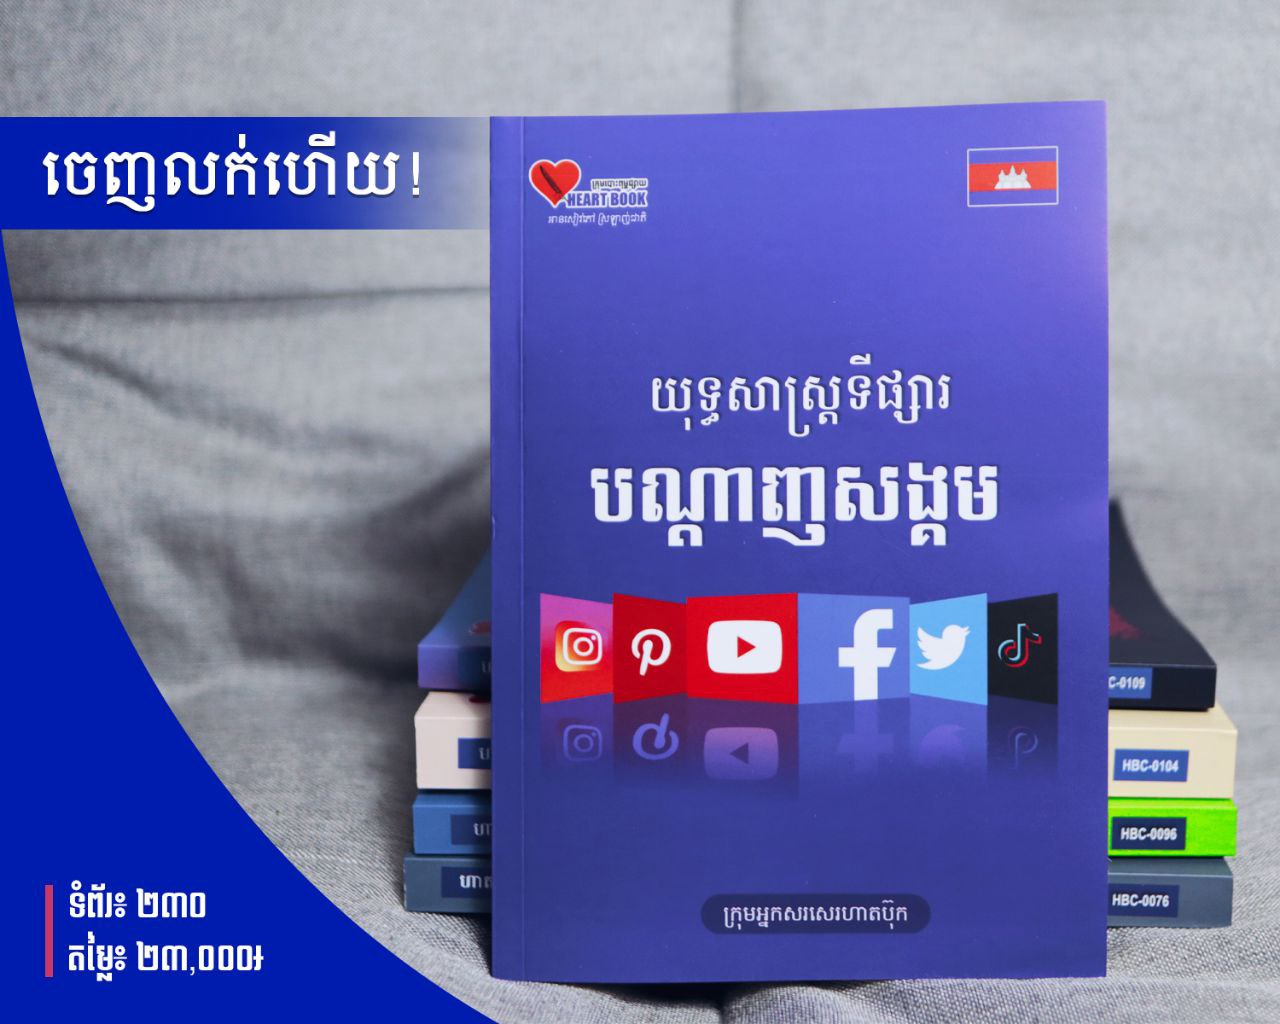 ចេញលក់ហើយ!
ក្រុមបោះពុម្ពផ្សាយ
HEART BOOK
អានសៀវភៅ ស្រឡាញ់ជាតិ
យុទ្ធសាស្ត្រទីផ្សារ
បណ្តាញសង្គម
ក្រុមអ្នកសរសេរហាតប៊ុក
C-0109
HBC-0104
HBC-0096
HBC-0076
ទំព័រ៖ ២៣០
តម្លៃ៖ ២៣,០០០៛